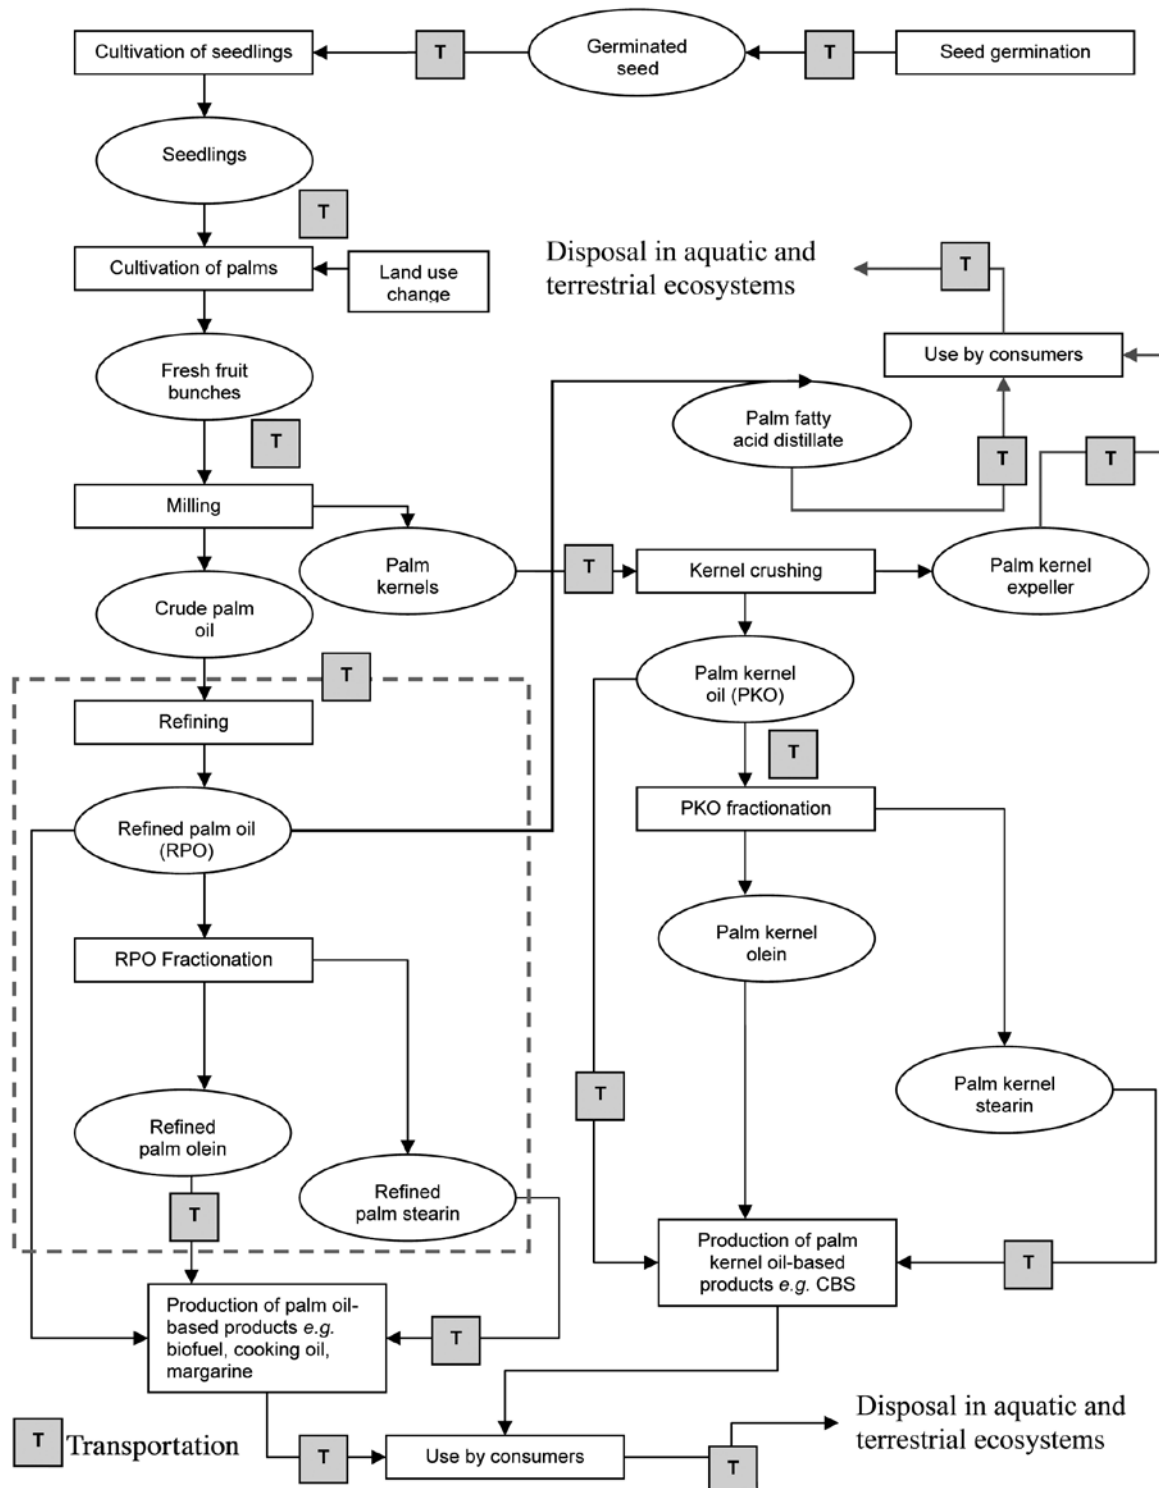 Cultivation of seedlings
T
Germinated
seed
T
Seed germination
Seedlings
T
Cultivation of palms
Land use
change
Disposal in aquatic and
terrestrial ecosystems
T
Use by consumers
Fresh fruit
bunches
T
Palm fatty
acid distillate
T
T
Milling
Palm
kernels
T
Kernel crushing
Palm kernel
expeller
Crude palm
oil
T
Palm kernel
oil (PKO)
Refining
T
PKO fractionation
Refined palm oil
(RPO)
Palm kernel
olein
RPO Fractionation
T
Palm kernel
stearin
Refined
palm olein
Refined
palm stearin
T
Production of palm
kernel oil-based
products e.g. CBS
T
Production of palm oil-
based products e.g.
biofuel, cooking oil,
margarine
T
T Transportation
T
Use by consumers
T
Disposal in aquatic and
terrestrial ecosystems